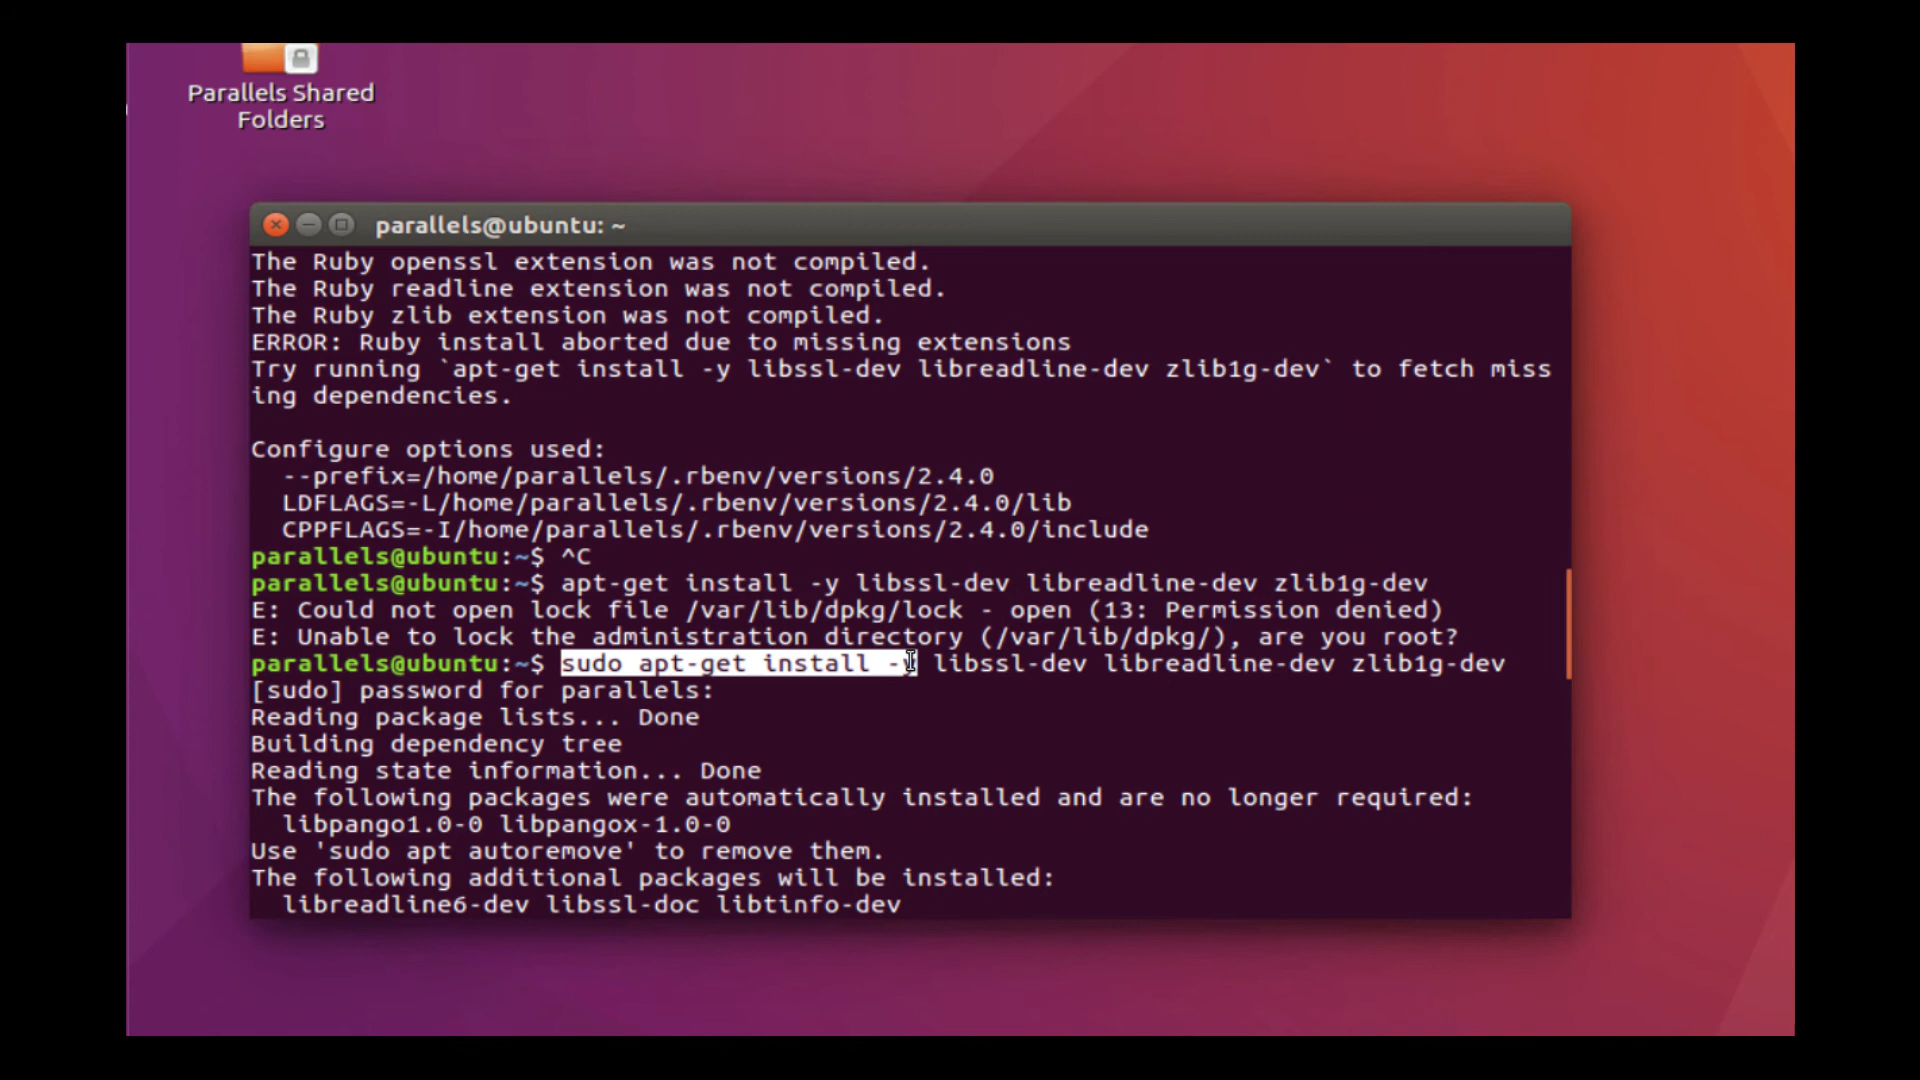 Parallels Shared
Folders
parallels@ubuntu: ~
The Ruby openssl extension was not compiled.
The Ruby readline extension was not compiled.
The Ruby zlib extension was not compiled.
ERROR: Ruby install aborted due to missing extensions
Try running `apt-get install -y libssl-dev libreadline-dev zlib1g-dev` to fetch miss
ing dependencies.
Configure options used:
--prefix=/home/parallels/.rbenv/versions/2.4.0
LDFLAGS=-L/home/parallels/.rbenv/versions/2.4.0/lib
CPPFLAGS=-I/home/parallels/.rbenv/versions/2.4.0/include
parallels@ubuntu:~$ ^C
parallels@ubuntu:~$ apt-get install -y libssl-dev libreadline-dev zlib1g-dev
E: Could not open lock file /var/lib/dpkg/lock - open (13: Permission denied)
E: Unable to lock the administration directory (/var/lib/dpkg/), are you root?
parallels@ubuntu:~$ sudo apt-get install -y libssl-dev libreadline-dev zlib1g-dev
[sudo] password for parallels:
Reading package lists... Done
Building dependency tree
Reading state information... Done
The following packages were automatically installed and are no longer required:
libpango1.0-0 libpangox-1.0-0
Use 'sudo apt autoremove' to remove them.
The following additional packages will be installed:
libreadline6-dev libssl-doc libtinfo-dev